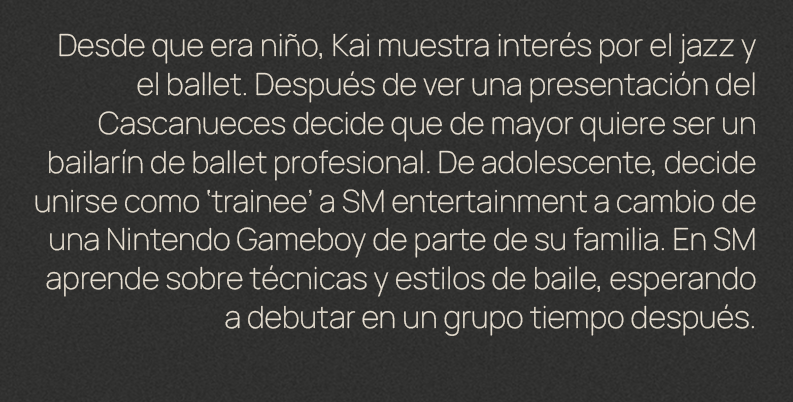 Desde que era niño, Kai muestra interés por el jazz y
el ballet. Después de ver una presentación del
Cascanueces decide que de mayor quiere ser un
bailarín de ballet profesional. De adolescente, decide
unirse como ‘trainee’ a SM entertainment a cambio de
una Nintendo Gameboy de parte de su familia. En SM
aprende sobre técnicas y estilos de baile, esperando
a debutar en un grupo tiempo después.